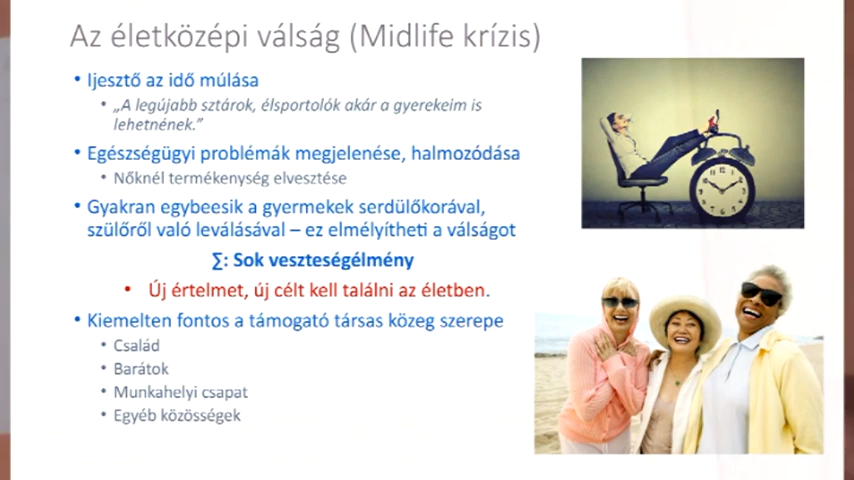 Az életközépi válság (Midlife krízis)
• Ijesztő az idő múlása
• „A legújabb sztárok, élsportolók akár a gyerekeim is
lehetnének.”
• Egészségügyi problémák megjelenése, halmozódása
• Nőknél termékenység elvesztése
• Gyakran egybeesik a gyermekek serdülőkorával,
szülőről való leválásával – ez elmélyítheti a válságot
∑: Sok veszteségélmény
• Új értelmet, új célt kell találni az életben.
• Kiemelten fontos a támogató társas közeg szerepe
• Család
• Barátok
• Munkahelyi csapat
• Egyéb közösségek